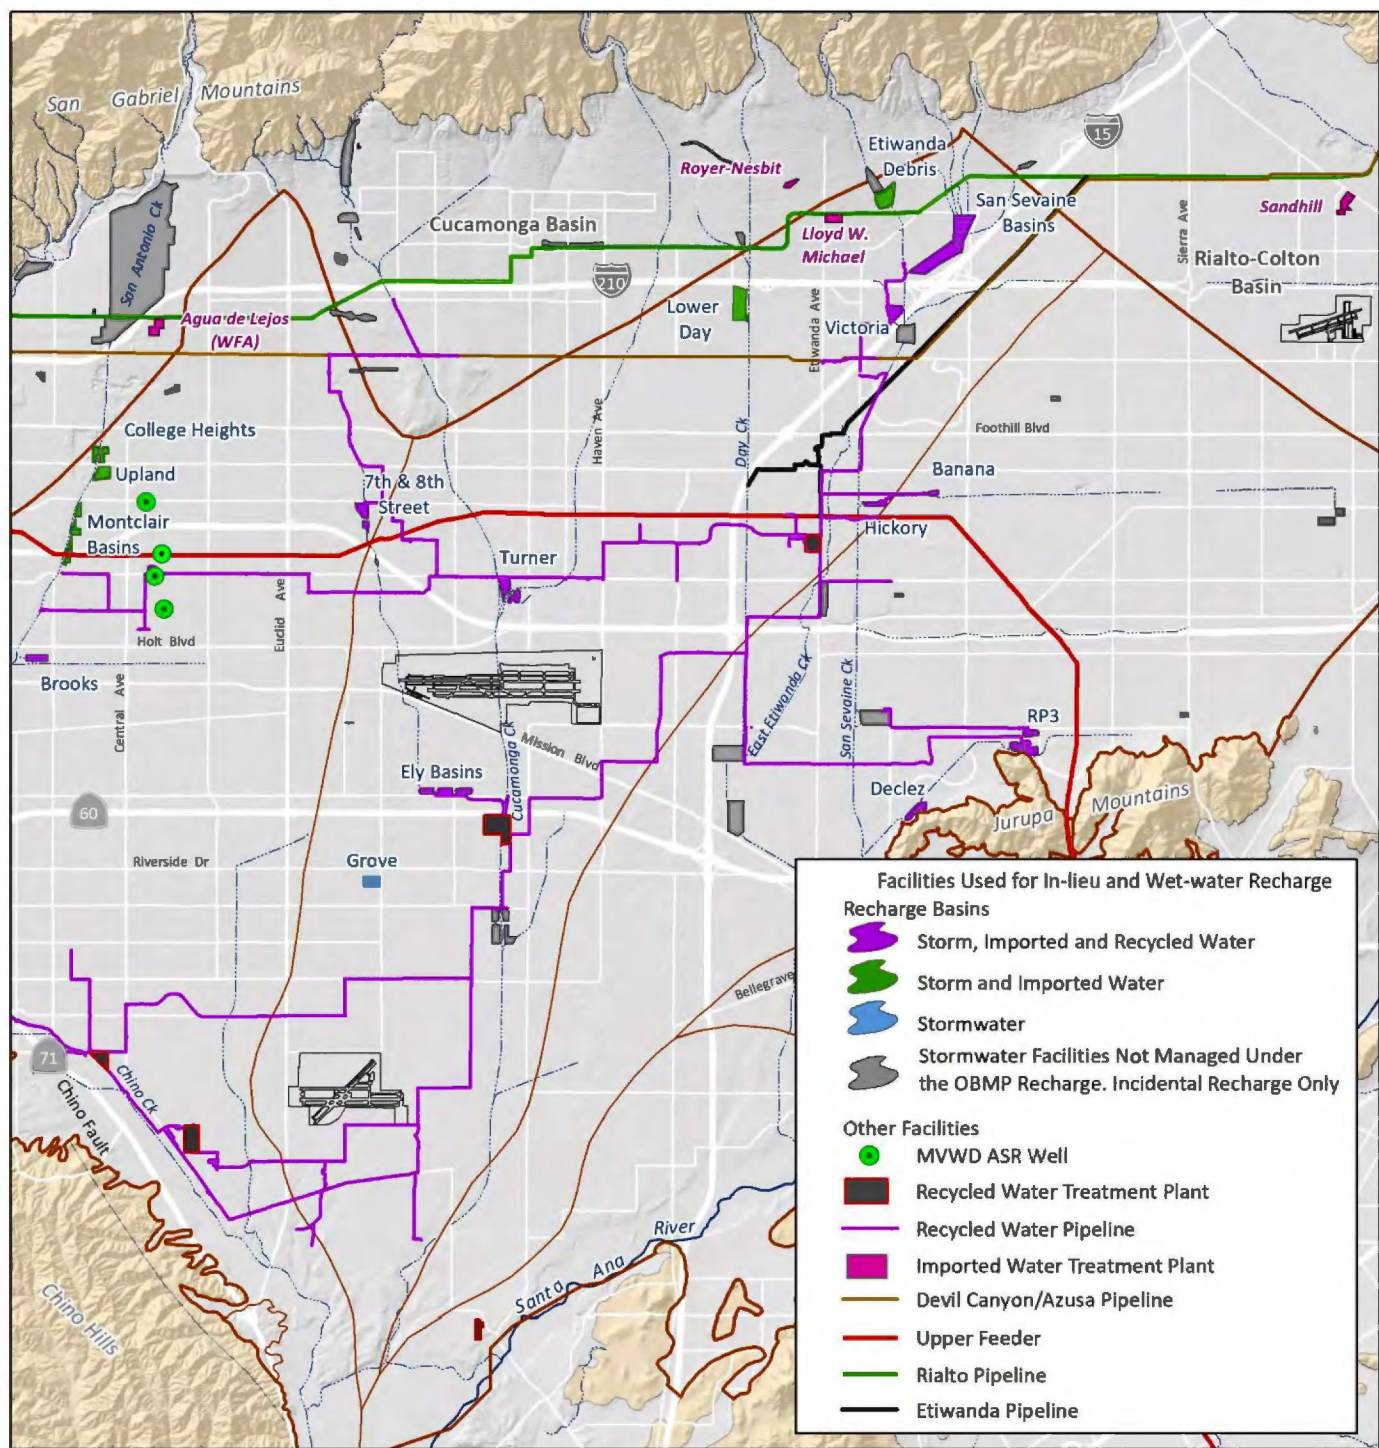 San Gabriel Mountains
15
Etiwanda
Debris
Royer-Nesbit
San Sevaine
Basins
Sandhill
San Antonio Ck
Cucamonga Basin
Lloyd W.
Michael
Sierra Ave
Rialto-Colton
Basin
210
Lower
Day
Etiwanda Ave
Victoria
Agua de Lejos
(WFA)
College Heights
Haven Ave
Day Ck
Foothill Blvd
Upland
7th & 8th
Street
Banana
Montclair
Basins
Hickory
Turner
Euclid Ave
Holt Blvd
Brooks
Central Ave
East Etiwanda Ck
San Sevaine Ck
RP3
Cucamonga Ck
Mission Blvd
Ely Basins
Declez
Jurupa Mountains
60
Riverside Dr
Grove
Bellegrave
71
Chino Ck
Chino Fault
Chino Hills
Santa Ana River
Facilities Used for In-lieu and Wet-water Recharge
Recharge Basins
Storm, Imported and Recycled Water
Storm and Imported Water
Stormwater
Stormwater Facilities Not Managed Under
the OBMP Recharge. Incidental Recharge Only
Other Facilities
MVWD ASR Well
Recycled Water Treatment Plant
Recycled Water Pipeline
Imported Water Treatment Plant
Devil Canyon/Azusa Pipeline
Upper Feeder
Rialto Pipeline
Etiwanda Pipeline